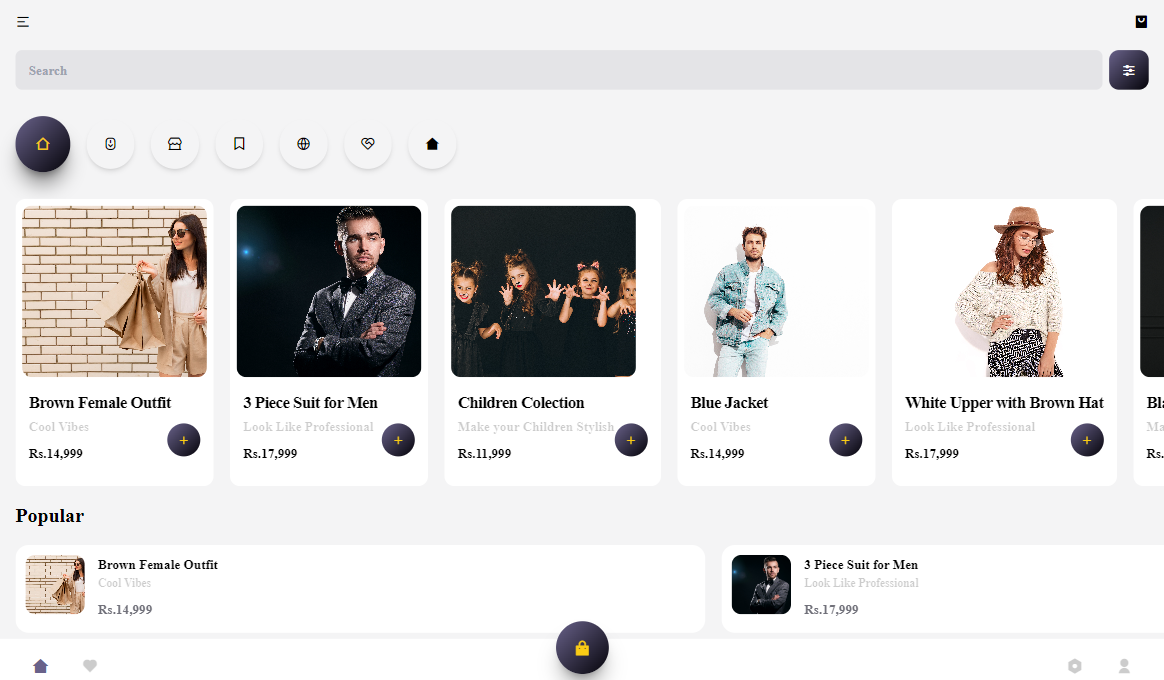 Search
Brown Female Outfit
Cool Vibes
Rs.14,999
3 Piece Suit for Men
Look Like Professional
Rs.17,999
Children Colection
Make your Children Stylish
Rs.11,999
Blue Jacket
Cool Vibes
Rs.14,999
White Upper with Brown Hat
Look Like Professional
Rs.17,999
Bla
Ma
Rs.
Popular
Brown Female Outfit
Cool Vibes
Rs.14,999
3 Piece Suit for Men
Look Like Professional
Rs.17,999